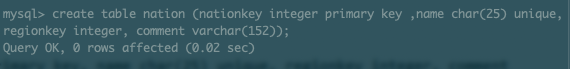 mysql> create table nation (nationkey integer primary key ,name char(25) unique,
regionkey integer, comment varchar(152));
Query OK, 0 rows affected (0.02 sec)